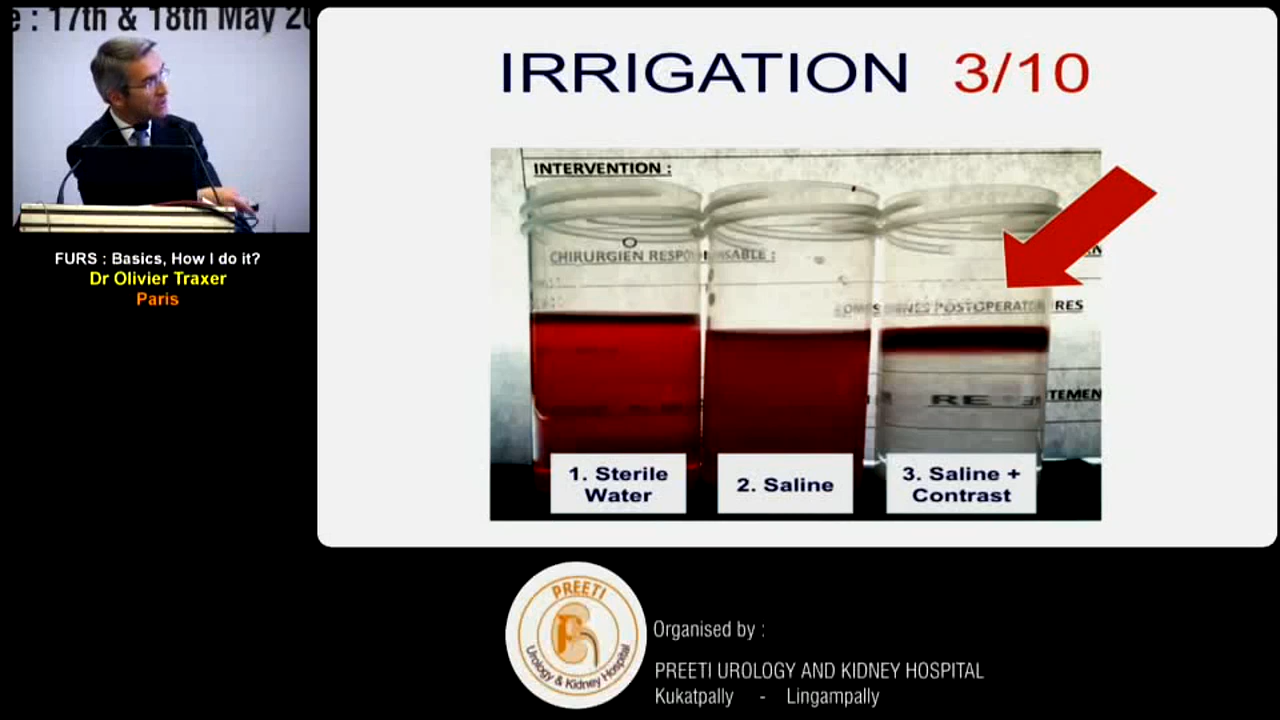 e : 17th & 18th May 20
IRRIGATION 3/10
INTERVENTION :
CHIRURGIEN RESPONSABLE :
POSTOPERATOIRES
TEMEN
1. Sterile
Water
2. Saline
3. Saline +
Contrast
FURS : Basics, How I do it?
Dr Olivier Traxer
Paris
PREETI
Urology & Kidney Hospital
Organised by :
PREETI UROLOGY AND KIDNEY HOSPITAL
Kukatpally - Lingampally